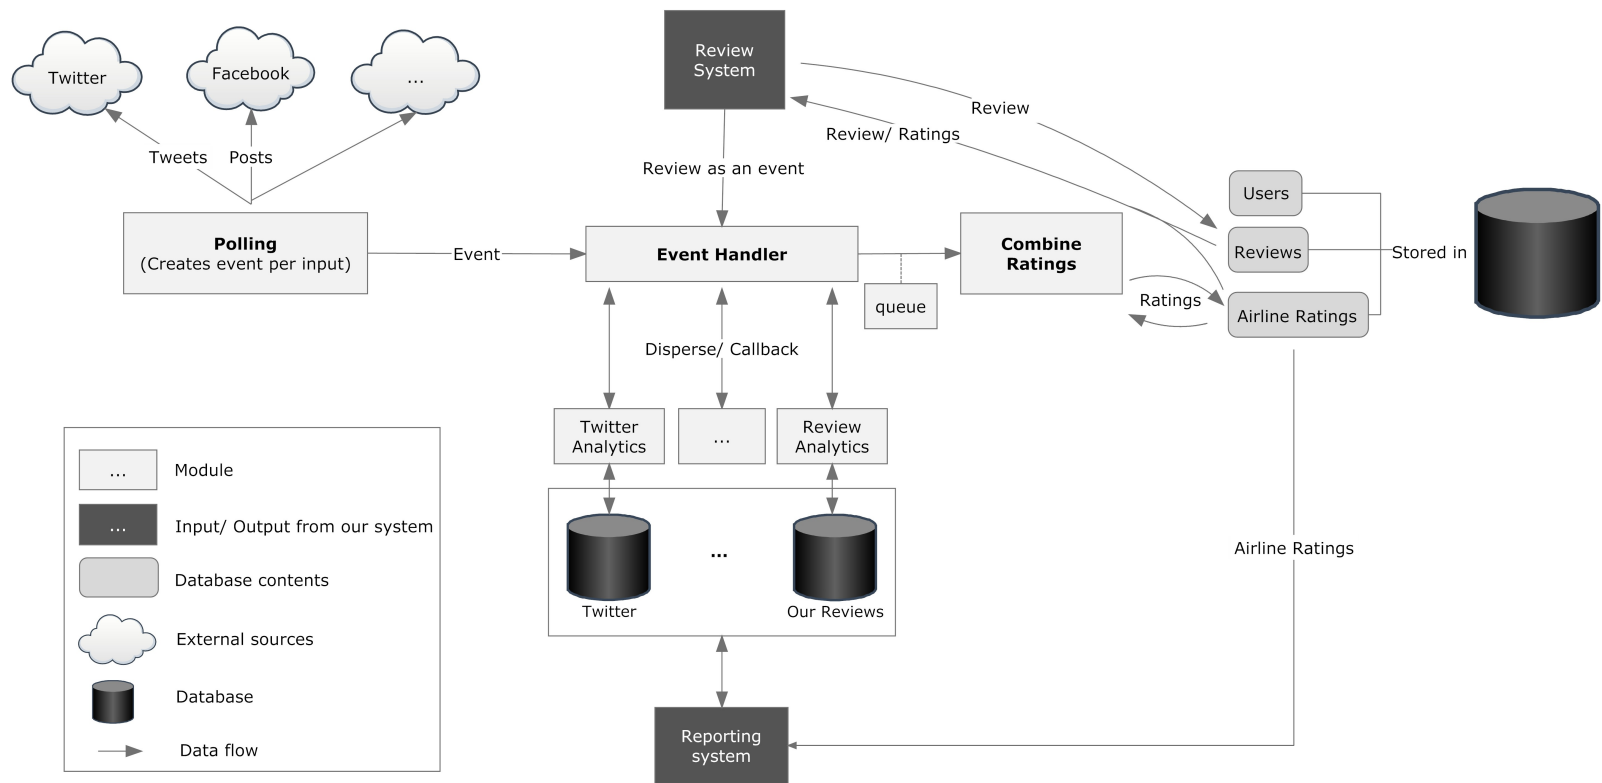 Twitter
Facebook
...
Tweets
Posts
Polling
(Creates event per input)
Event
Review
System
Review as an event
Event Handler
queue
Combine
Ratings
Review
Review/ Ratings
Ratings
Users
Reviews
Airline Ratings
Stored in
Disperse/ Callback
Twitter
Analytics
...
Review
Analytics
Twitter
...
Our Reviews
Airline Ratings
Reporting
system
... Module
... Input/ Output from our system
Database contents
External sources
Database
Data flow